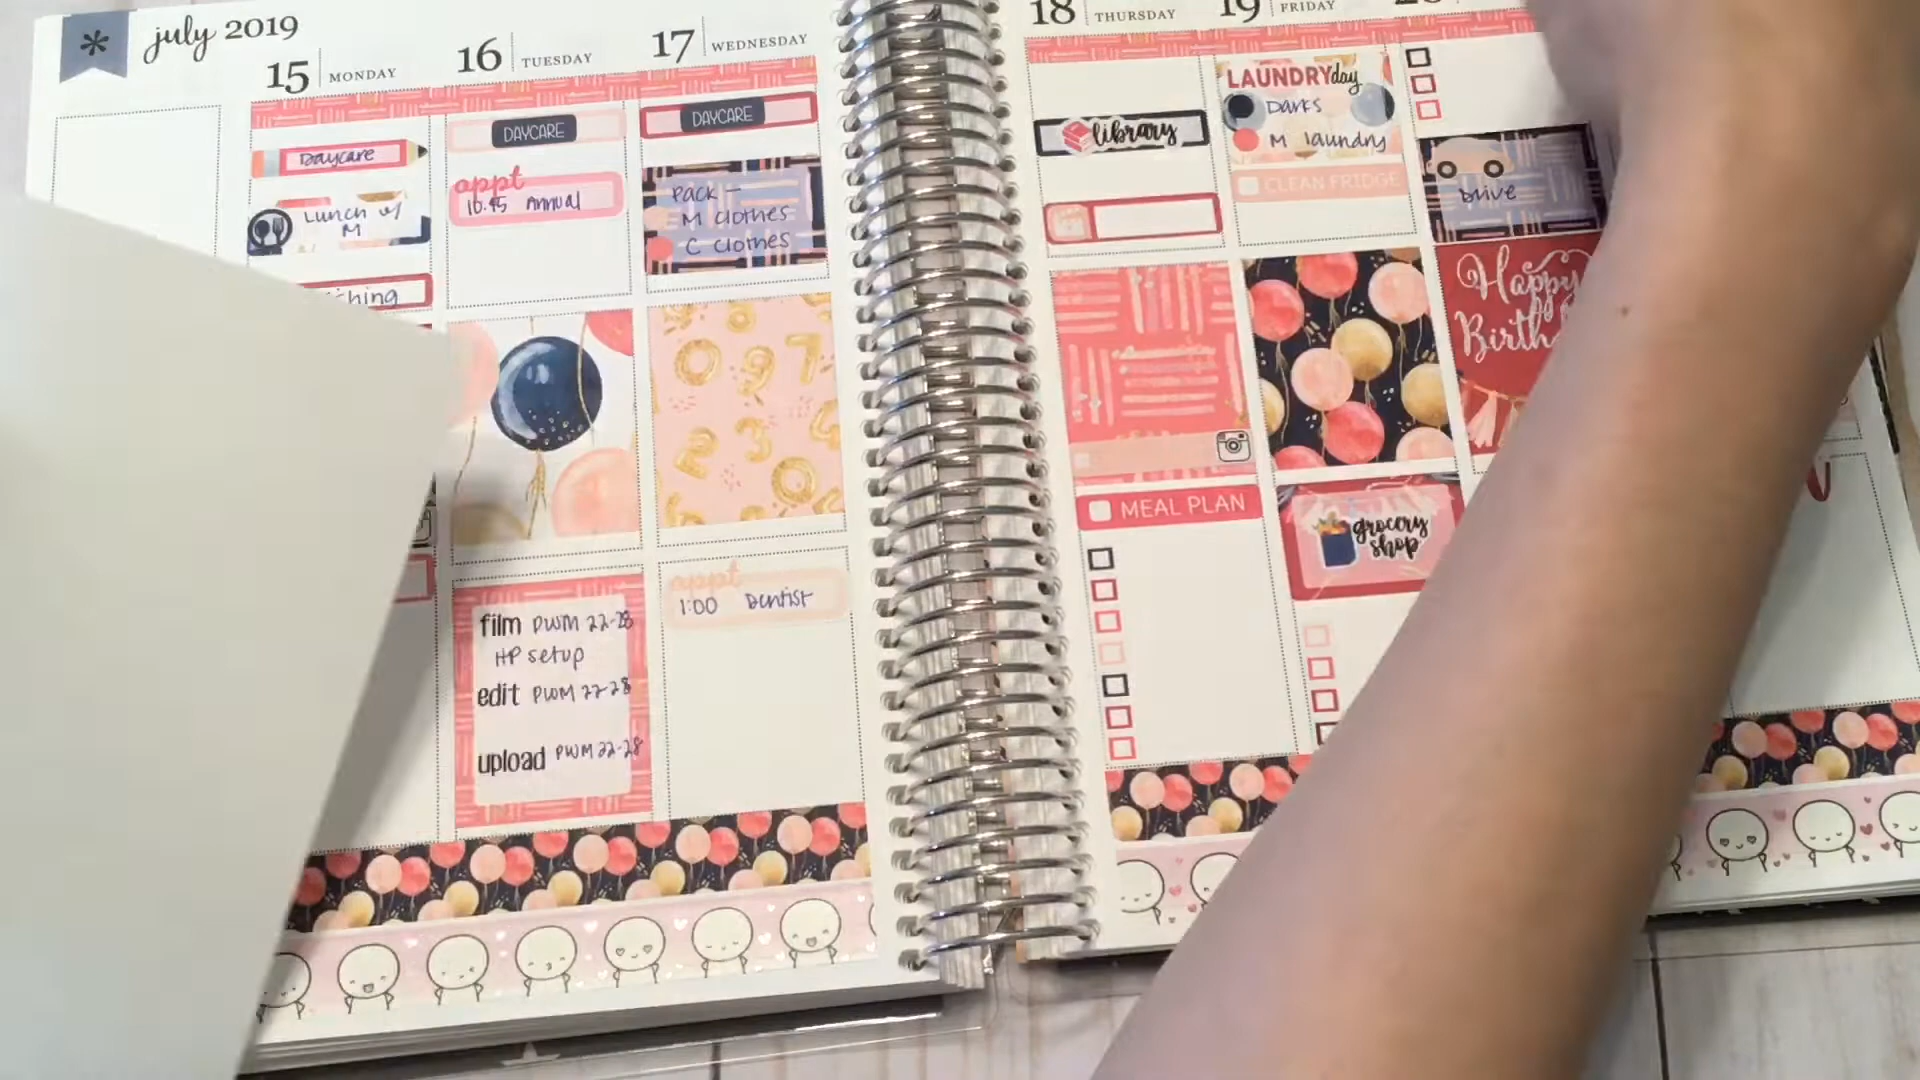 july 2019
15 MONDAY
16 TUESDAY
17 WEDNESDAY
Daycare
Lunch w/
M
DAYCARE
appt
10:45 Annual
film PWM 22-28
HP setup
edit PWM 22-28
upload PWM 22-28
DAYCARE
Pack -
M clothes
C clothes
appt
1:00 Dentist
18 THURSDAY
19 FRIDAY
library
MEAL PLAN
LAUNDRY day
Darks
M laundry
CLEAN FRIDGE
grocery
shop
Drive
Happy